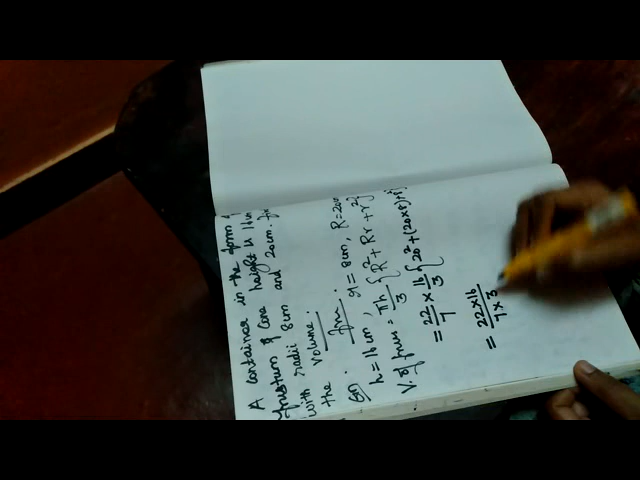 A container in the form of
frustum of cone height is 16cm
with radii 8cm and 20cm. find
the volume.
h = 16cm, r = 8cm, R = 20cm
V. of frus = πh/3 {R² + Rr + r²}
= 22/7 × 16/3 {20² + (20×8) + 8²}
= 22×16/7×3